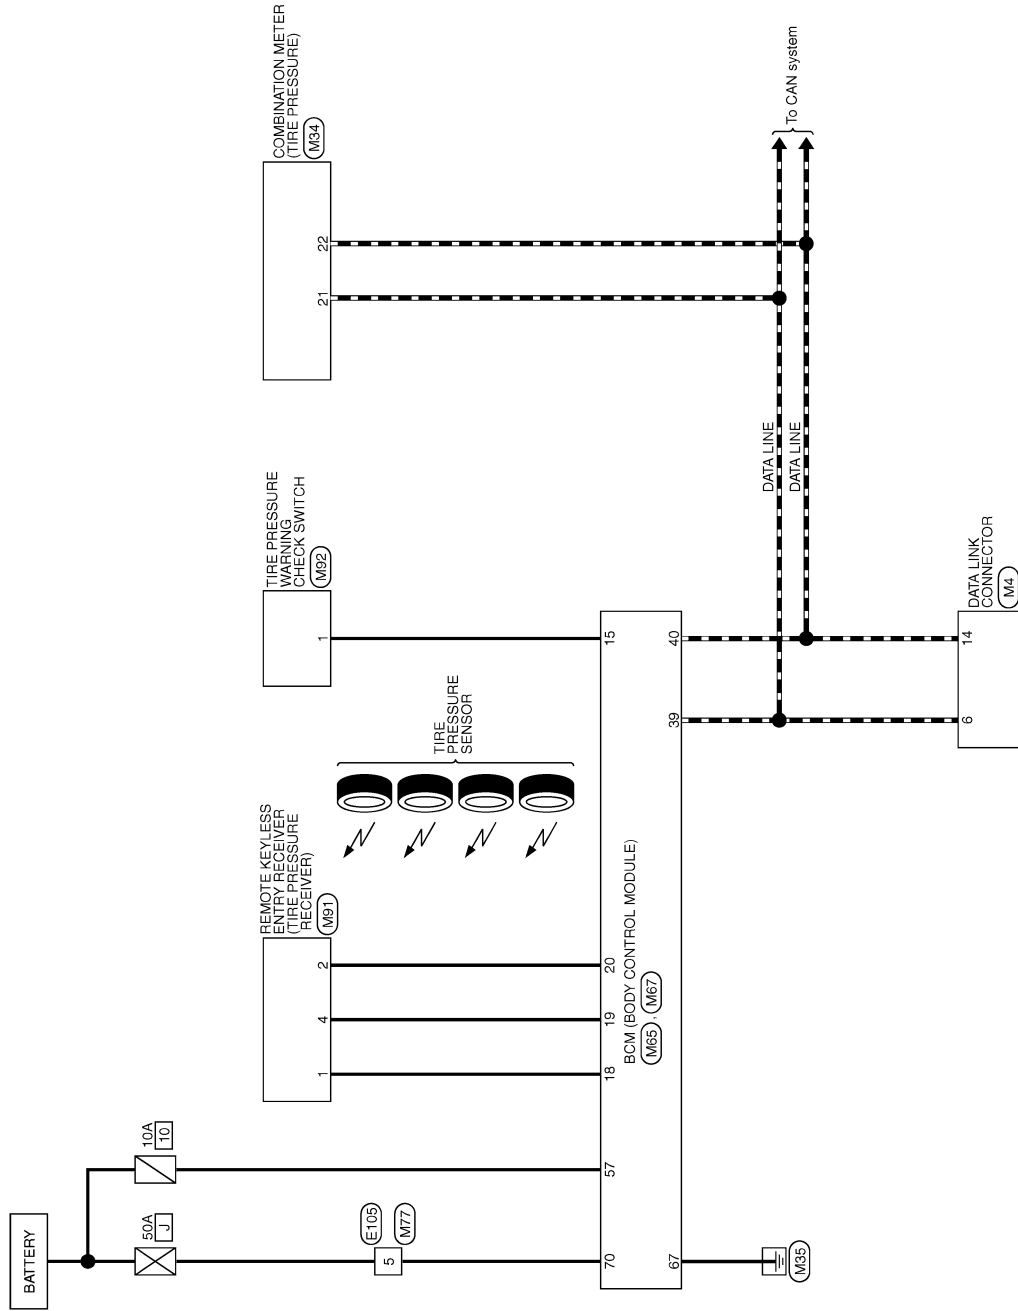 BATTERY
50A
J
10A
10
E105
5
M77
70
57
67
M35
REMOTE KEYLESS
ENTRY RECEIVER
(TIRE PRESSURE
RECEIVER)
M91
1
4
2
18
19
20
BCM (BODY CONTROL MODULE)
M65 , M67
TIRE
PRESSURE
SENSOR
TIRE PRESSURE
WARNING
CHECK SWITCH
M92
1
15
39
40
DATA LINK
CONNECTOR
M4
6
14
DATA LINE
DATA LINE
COMBINATION METER
(TIRE PRESSURE)
M34
21
22
To CAN system